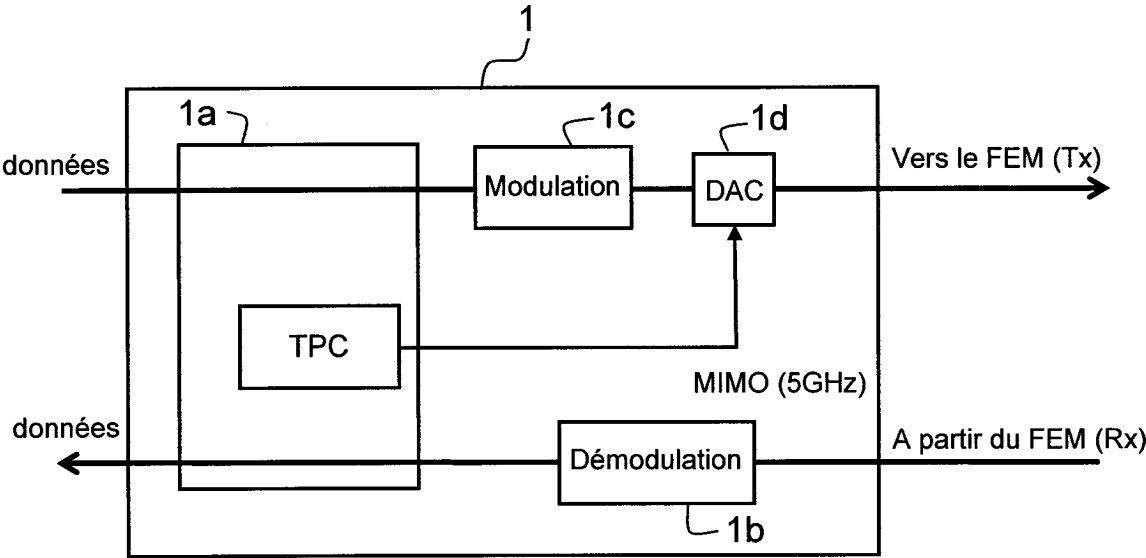 1
1a
1c
1d
données
Modulation
DAC
Vers le FEM (Tx)
TPC
MIMO (5GHz)
données
Démodulation
A partir du FEM (Rx)
1b